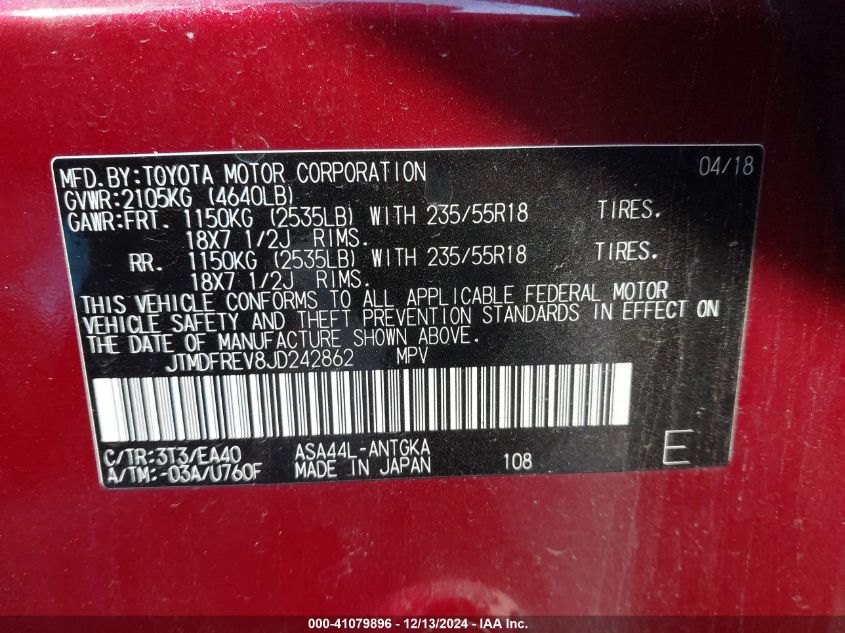 MFD.BY:TOYOTA MOTOR CORPORATION 04/18
GVWR:2105KG (4640LB)
GAWR:FRT. 1150KG (2535LB) WITH 235/55R18 TIRES.
18X7 1/2J RIMS.
RR. 1150KG (2535LB) WITH 235/55R18 TIRES.
18X7 1/2J RIMS.
THIS VEHICLE CONFORMS TO ALL APPLICABLE FEDERAL MOTOR
VEHICLE SAFETY AND THEFT PREVENTION STANDARDS IN EFFECT ON
THE DATE OF MANUFACTURE SHOWN ABOVE.
JTMDFREV8JD242862 MPV
C/TR:3T3/EA40 ASA44L-ANTGKA
A/TM:-03A/U760F MADE IN JAPAN 108 E
000-41079896 - 12/13/2024 - IAA Inc.